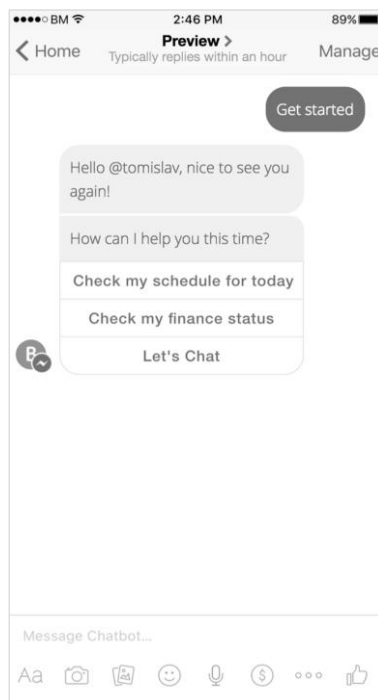 BM 2:46 PM 89%
Home Preview > Manage
Typically replies within an hour
Get started
Hello @tomislav, nice to see you
again!
How can I help you this time?
Check my schedule for today
Check my finance status
Let's Chat
B
Message Chatbot...
Aa
$